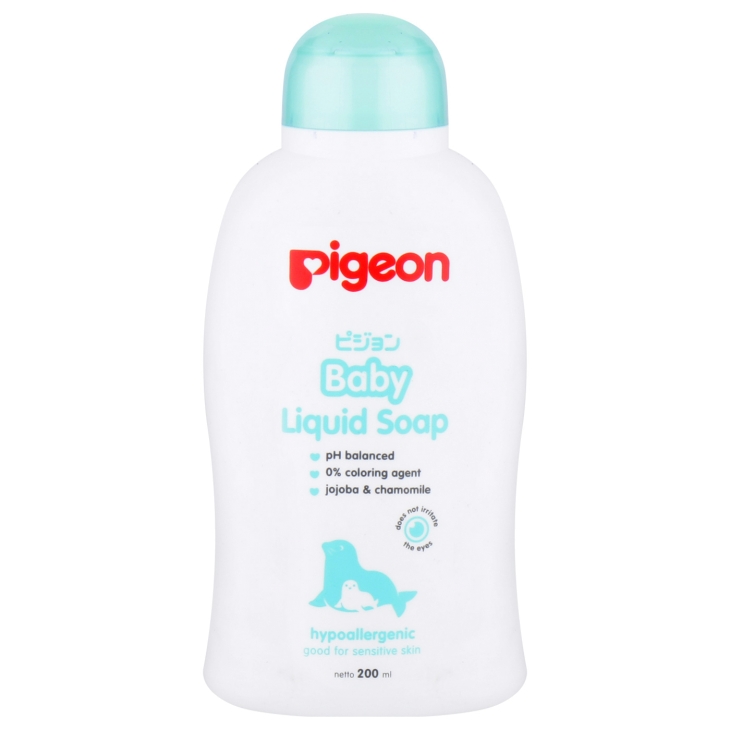 pigeon
ピジョン
Baby
Liquid Soap
pH balanced
0% coloring agent
jojoba & chamomile
does not irritate
the eyes
hypoallergenic
good for sensitive skin
netto 200 ml